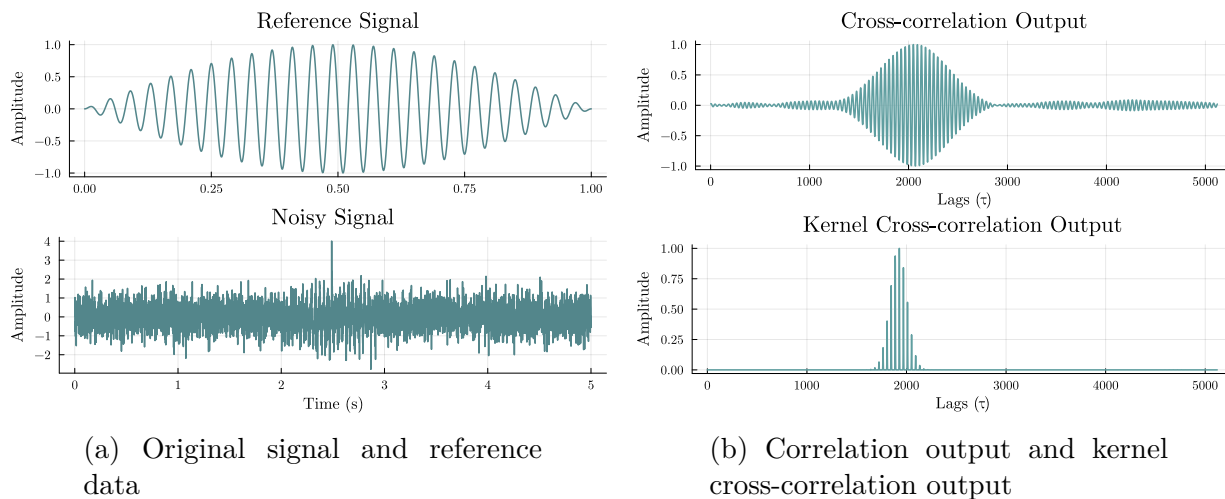 Reference Signal
Amplitude
1.0
0.5
0.0
−0.5
−1.0
0.00 0.25 0.50 0.75 1.00
Noisy Signal
Amplitude
4
3
2
1
0
−1
−2
0 1 2 3 4 5
Time (s)
(a) Original signal and reference
data
Cross-correlation Output
Amplitude
1.0
0.5
0.0
−0.5
−1.0
0 1000 2000 3000 4000 5000
Lags (τ)
Kernel Cross-correlation Output
Amplitude
1.00
0.75
0.50
0.25
0.00
0 1000 2000 3000 4000 5000
Lags (τ)
(b) Correlation output and kernel
cross-correlation output